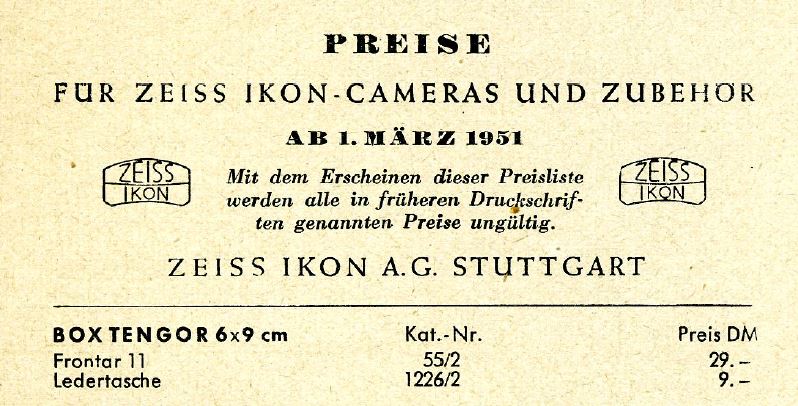 PREISE
FÜR ZEISS IKON-CAMERAS UND ZUBEHÖR
AB 1. MÄRZ 1951
ZEISS IKON
Mit dem Erscheinen dieser Preisliste
werden alle in früheren Druckschrif-
ten genannten Preise ungültig.
ZEISS IKON
ZEISS IKON A.G. STUTTGART
BOX TENGOR 6x9 cm Kat.-Nr. Preis DM
Frontar 11 55/2 29.–
Ledertasche 1226/2 9.–